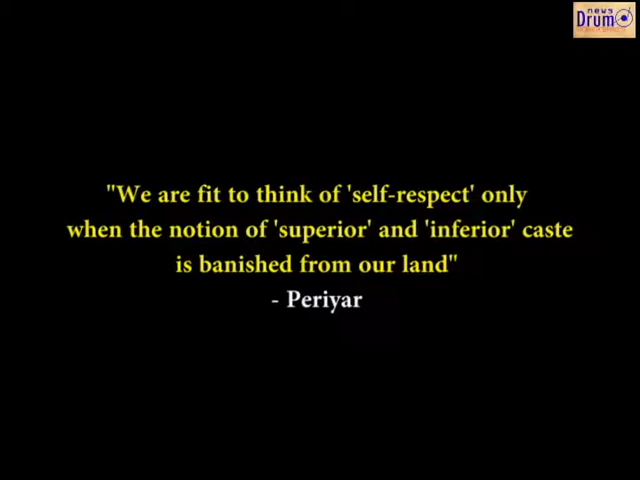 news
Drum
"We are fit to think of 'self-respect' only
when the notion of 'superior' and 'inferior' caste
is banished from our land"
- Periyar